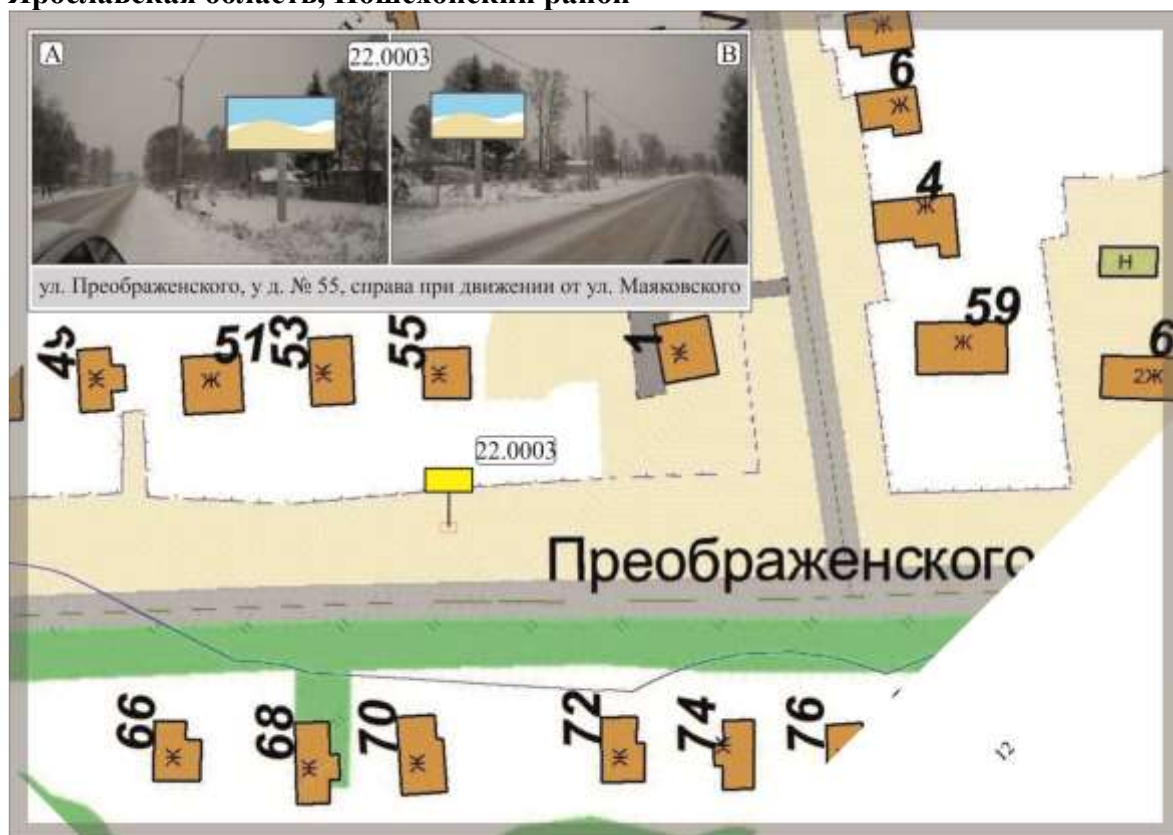 Ярославская область, Пошехонский район
А
22.0003
В
ул. Преображенского, у д. № 55, справа при движении от ул. Маяковского
Ж
6
Ж
4
Ж
Н
49
Ж
51
Ж
53
Ж
55
Ж
1
Ж
59
Ж
6
2Ж
22.0003
Преображенского
66
Ж
68
Ж
70
Ж
72
Ж
74
Ж
76
12